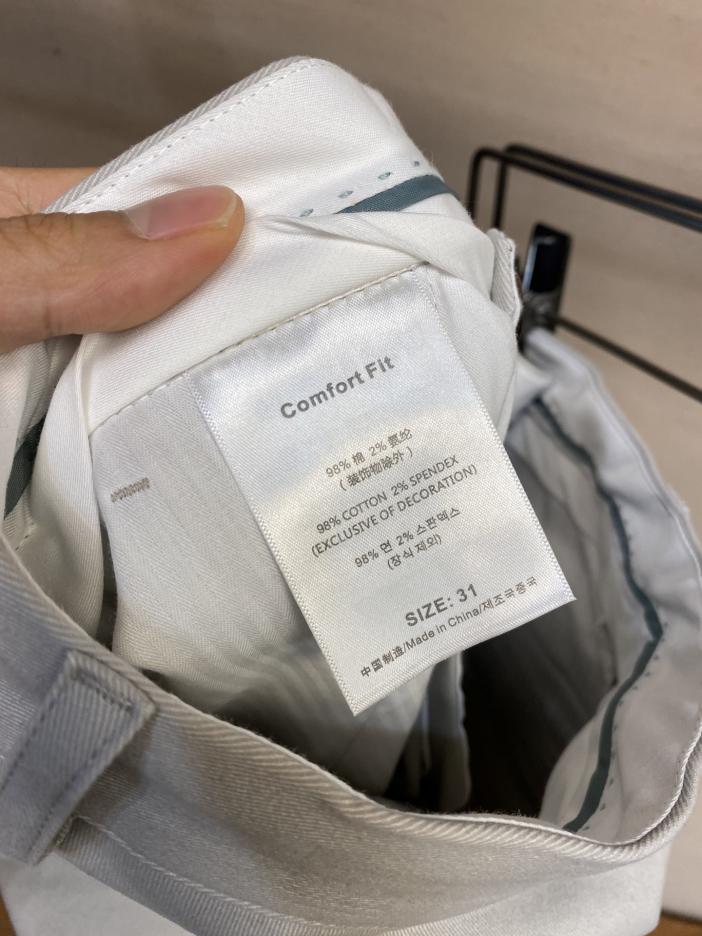 Comfort Fit
98% 棉 2% 氨纶
( 装饰物除外 )
98% COTTON 2% SPENDEX
(EXCLUSIVE OF DECORATION)
98% 면 2% 스판덱스
(장식 제외)
SIZE: 31
中国制造/Made in China/제조국중국